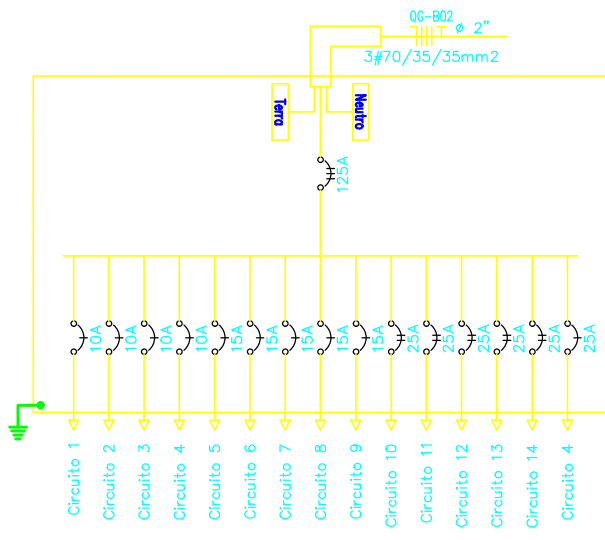 QG-B02
ø 2"
3#70/35/35mm2
Terra
Neutro
125A
10A
10A
10A
10A
15A
15A
15A
15A
15A
25A
25A
25A
25A
25A
25A
Circuito 1
Circuito 2
Circuito 3
Circuito 4
Circuito 5
Circuito 6
Circuito 7
Circuito 8
Circuito 9
Circuito 10
Circuito 11
Circuito 12
Circuito 13
Circuito 14
Circuito 4